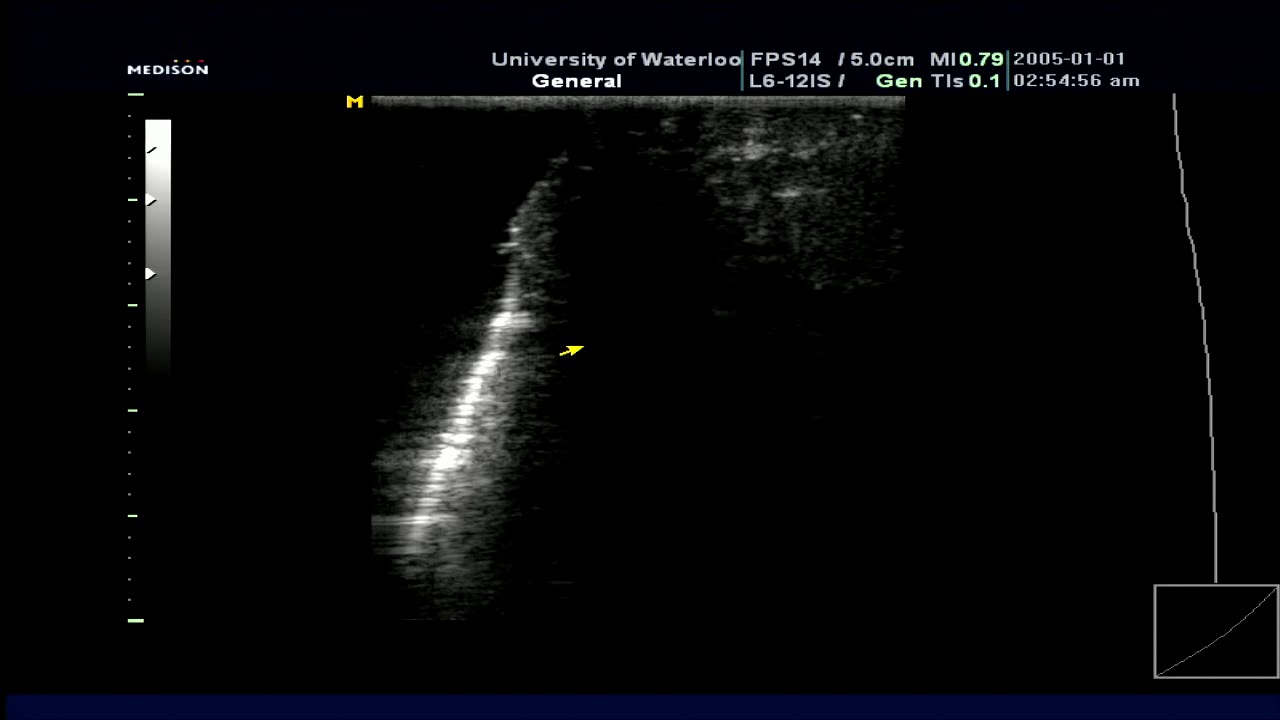 MEDISON
University of Waterloo FPS14 / 5.0cm MI0.79 2005-01-01
General L6-12IS / Gen TIs 0.1 02:54:56 am
M